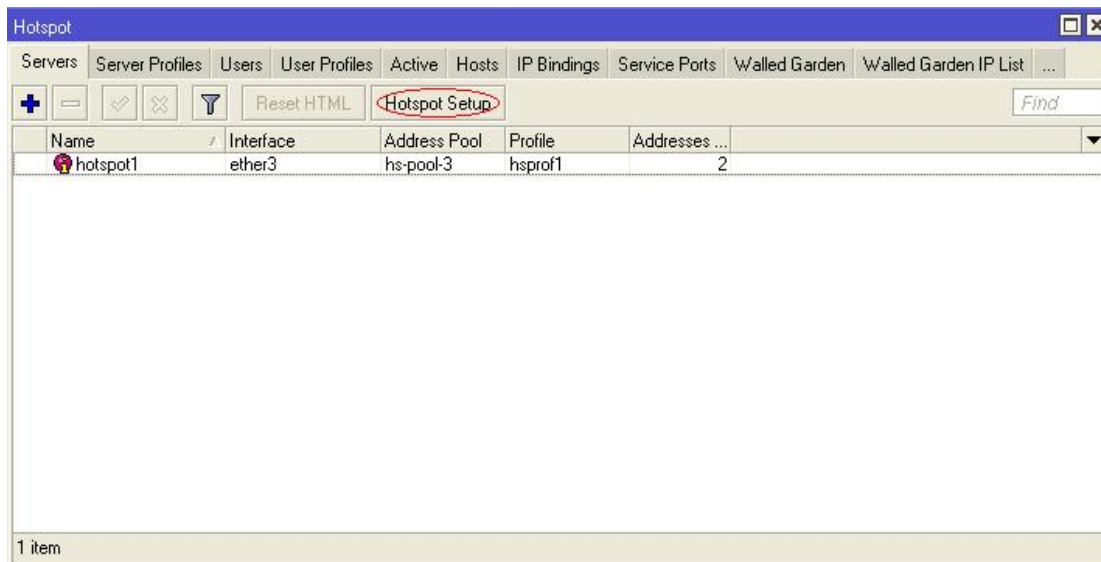 Hotspot
Servers Server Profiles Users User Profiles Active Hosts IP Bindings Service Ports Walled Garden Walled Garden IP List ...
Reset HTML Hotspot Setup Find
Name Interface Address Pool Profile Addresses ...
hotspot1 ether3 hs-pool-3 hsprof1 2
1 item